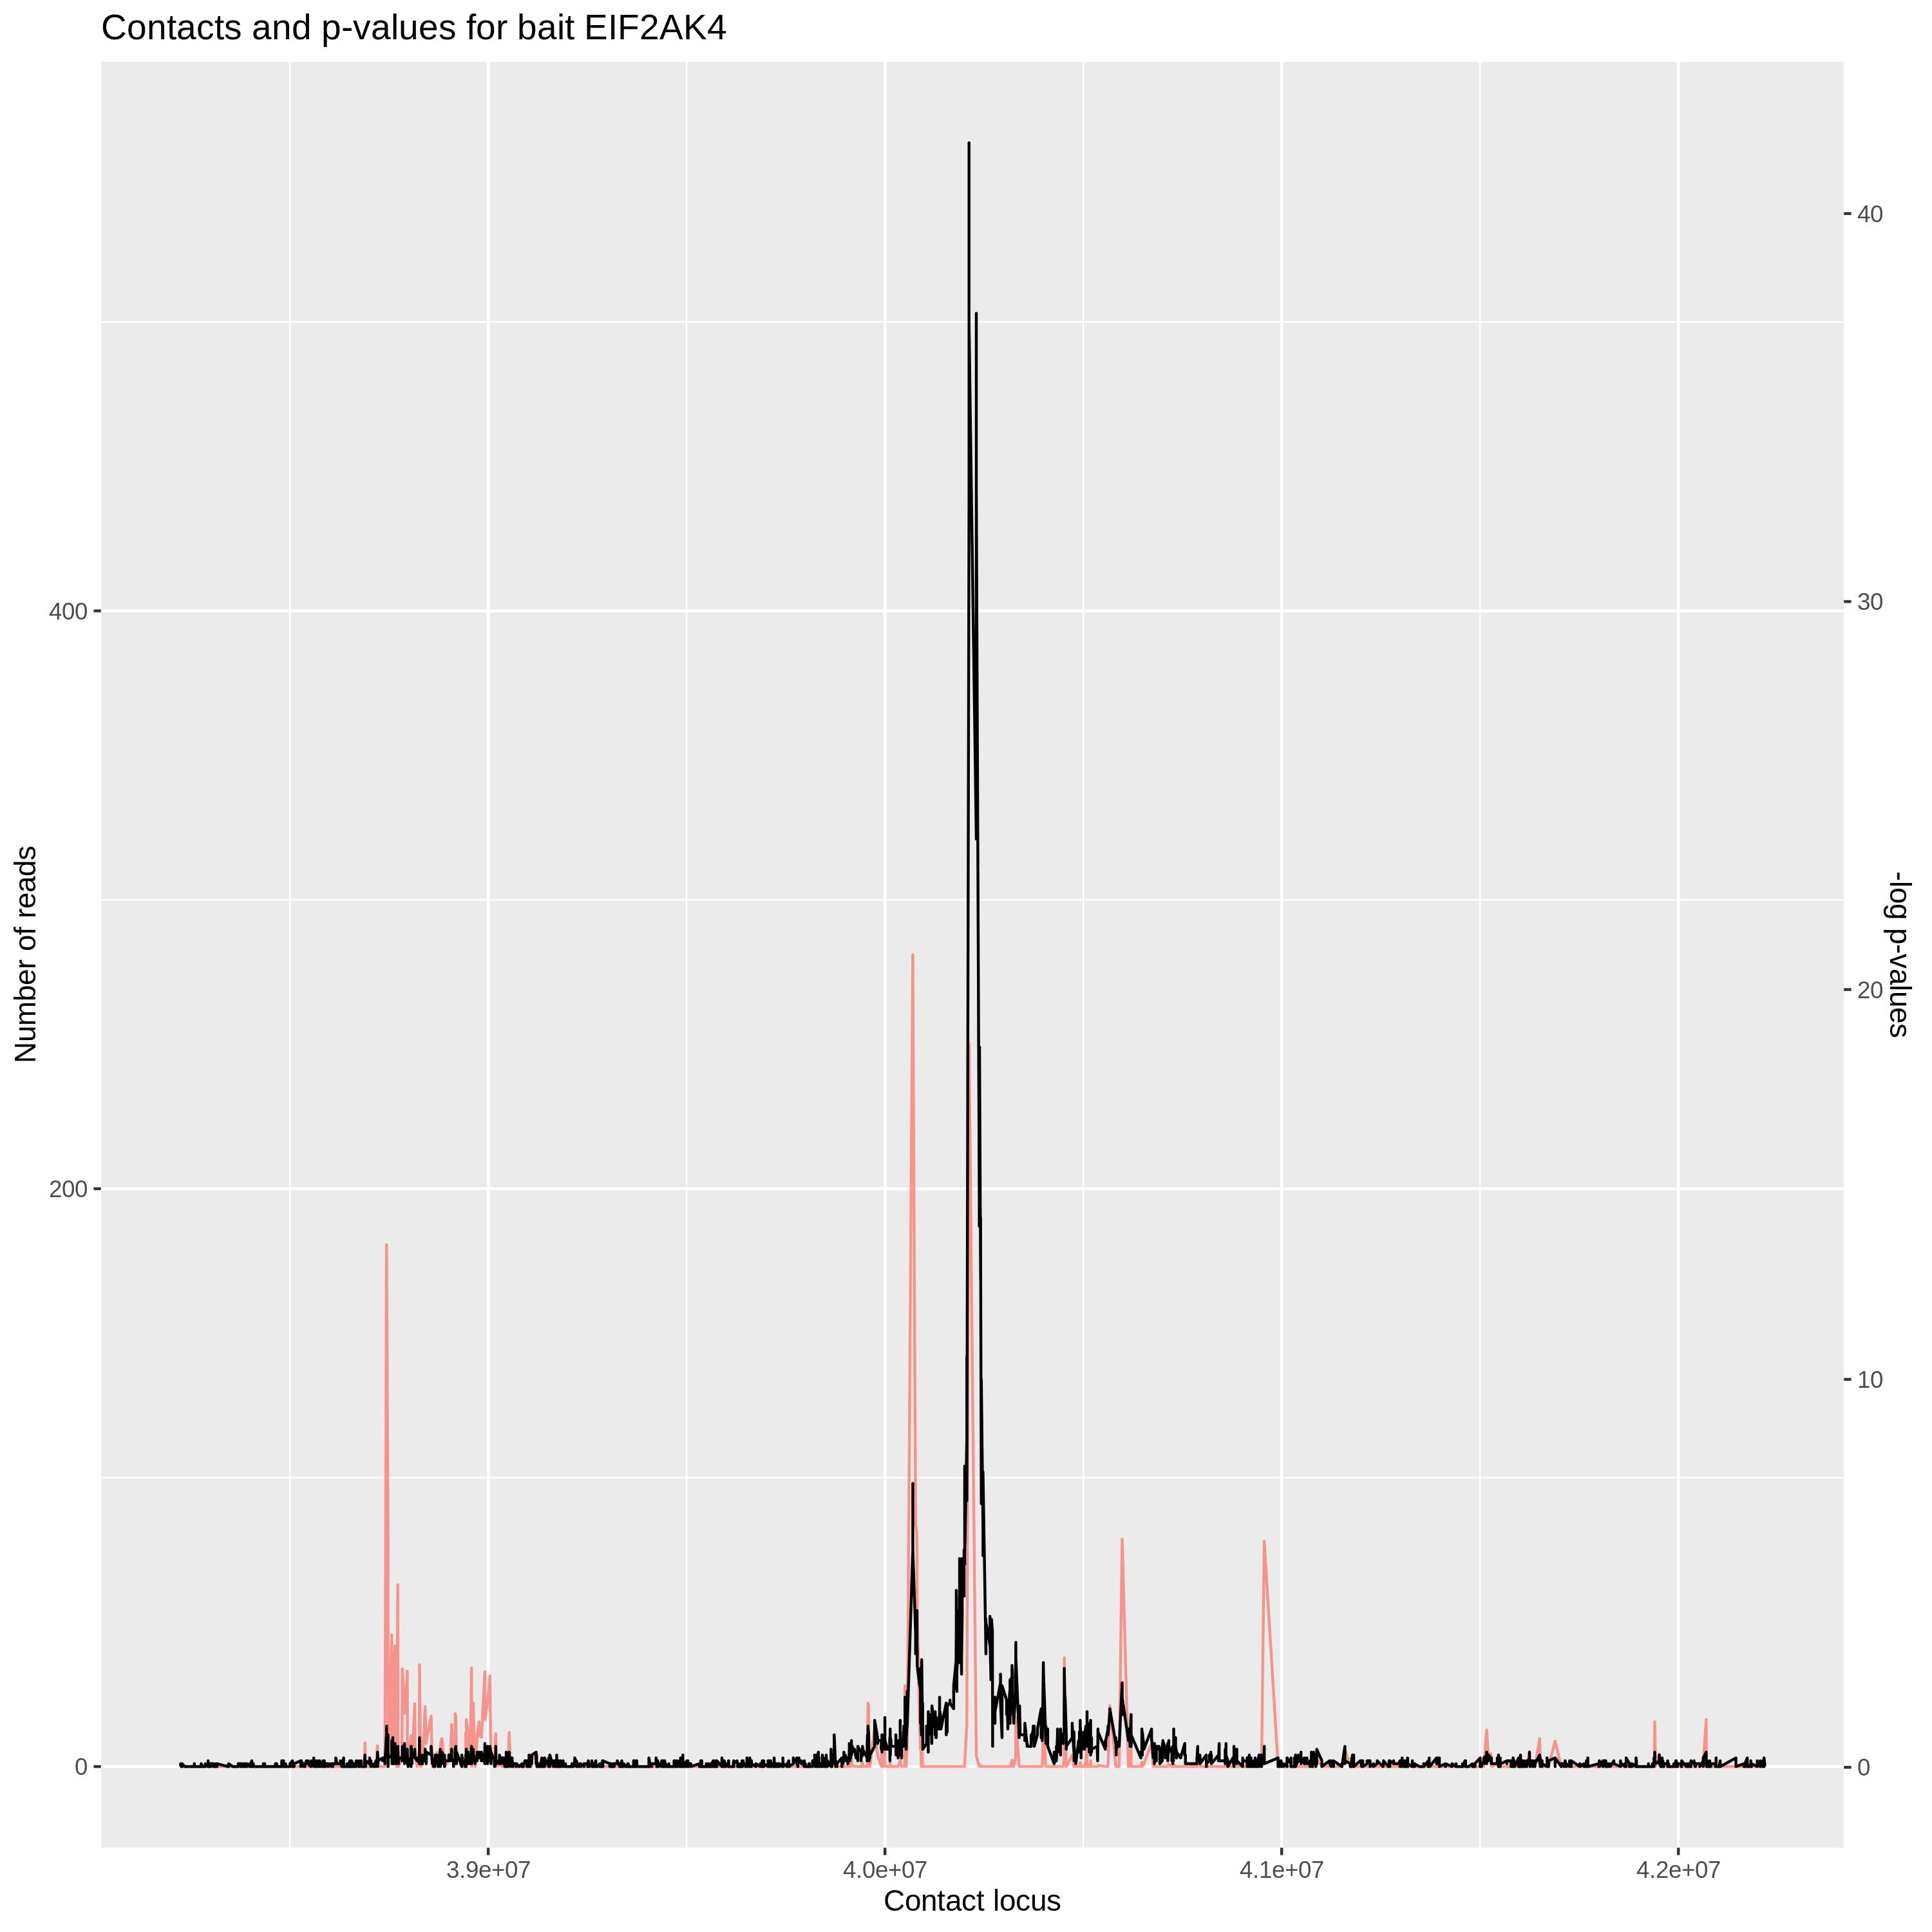 Contacts and p-values for bait EIF2AK4
Number of reads
400
200
0
40
30
20
10
0
-log p-values
3.9e+07
4.0e+07
4.1e+07
4.2e+07
Contact locus